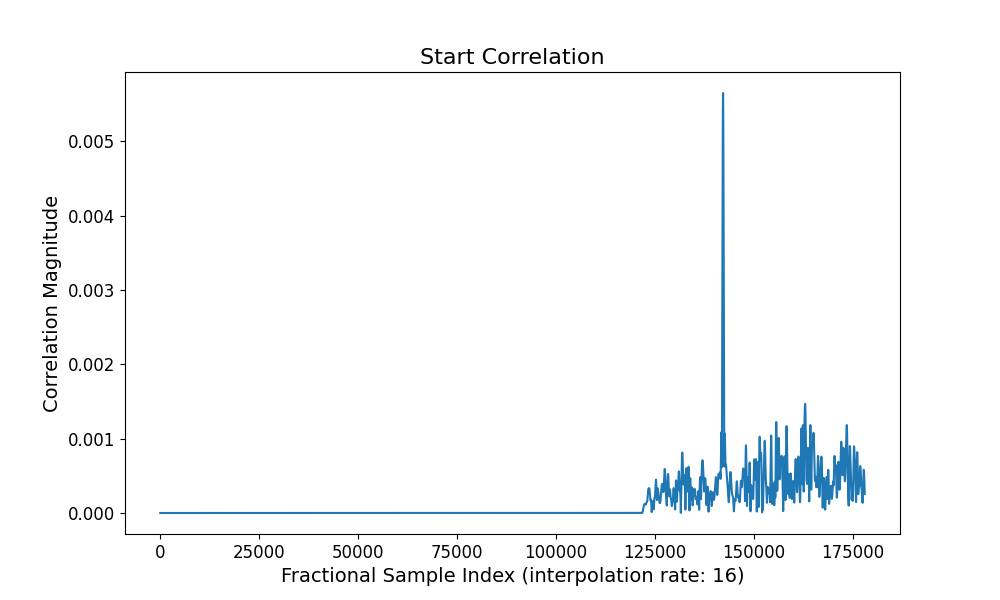 Start Correlation
Correlation Magnitude
0.005
0.004
0.003
0.002
0.001
0.000
0 25000 50000 75000 100000 125000 150000 175000
Fractional Sample Index (interpolation rate: 16)